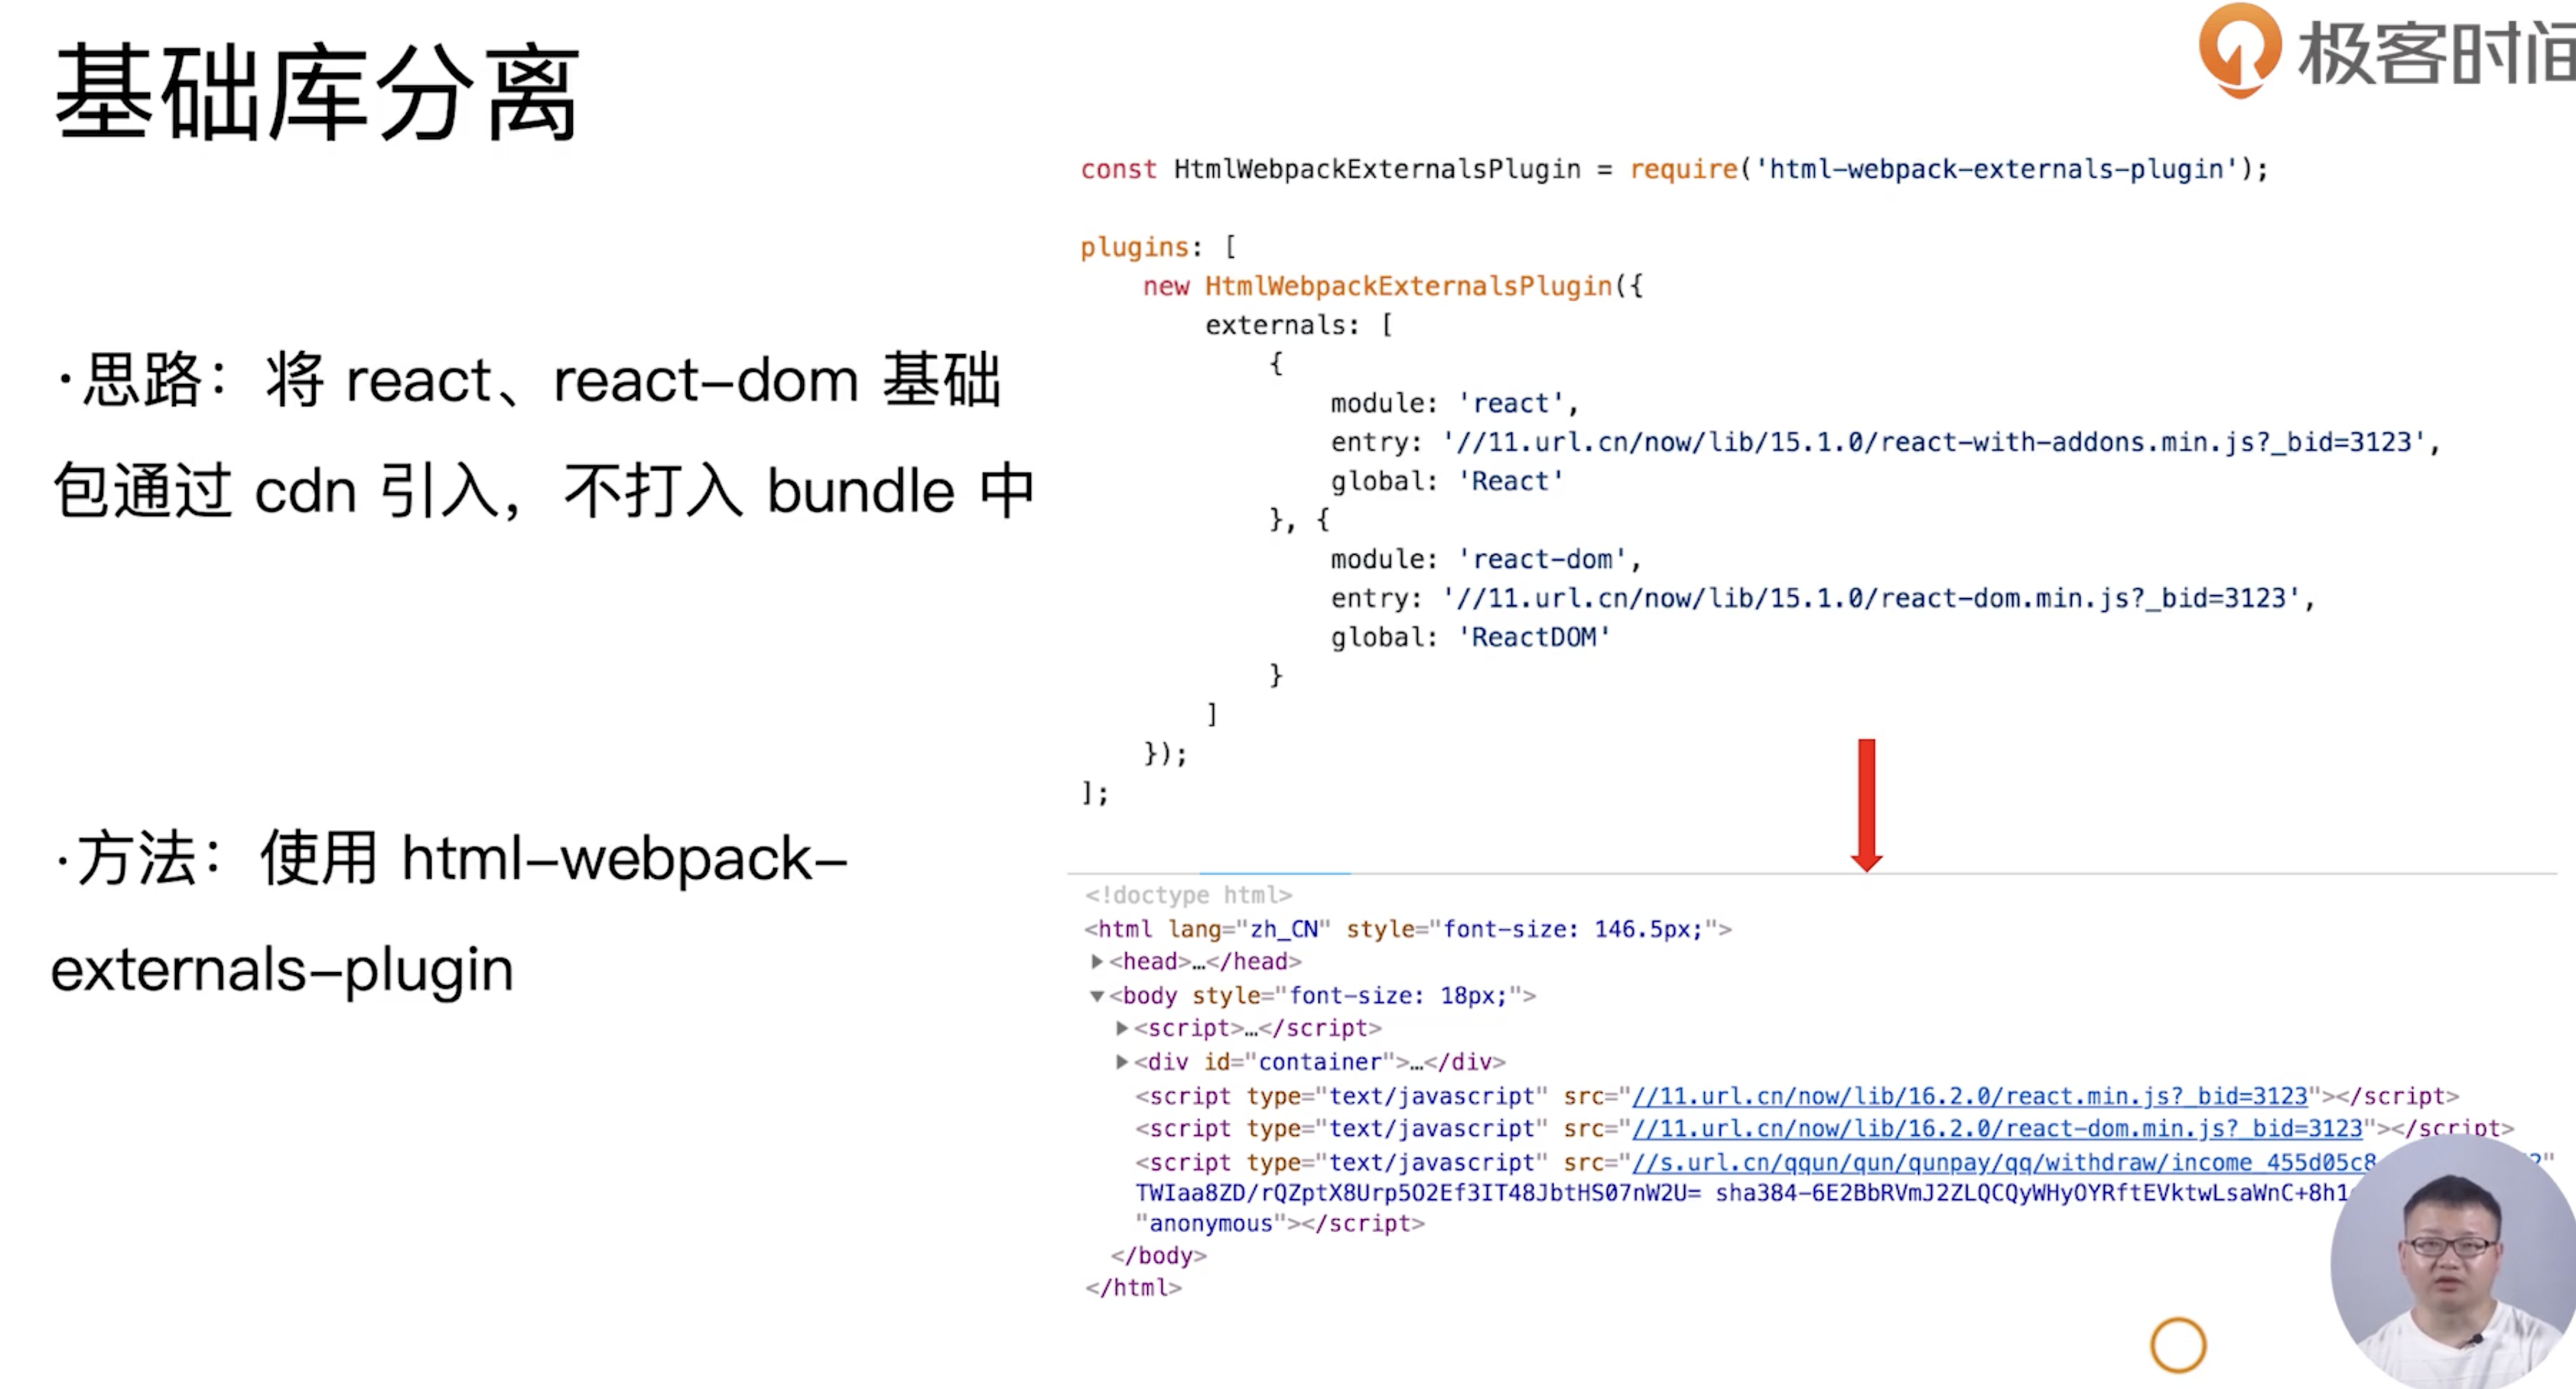 基础库分离
极客时间
·思路：将 react、react-dom 基础
包通过 cdn 引入，不打入 bundle 中
·方法：使用 html-webpack-
externals-plugin
const HtmlWebpackExternalsPlugin = require('html-webpack-externals-plugin');
plugins: [
new HtmlWebpackExternalsPlugin({
externals: [
{
module: 'react',
entry: '//11.url.cn/now/lib/15.1.0/react-with-addons.min.js?_bid=3123',
global: 'React'
}, {
module: 'react-dom',
entry: '//11.url.cn/now/lib/15.1.0/react-dom.min.js?_bid=3123',
global: 'ReactDOM'
}
]
});
];
<!doctype html>
<html lang="zh_CN" style="font-size: 146.5px;">
▶<head>…</head>
▼<body style="font-size: 18px;">
▶<script>…</script>
▶<div id="container">…</div>
<script type="text/javascript" src="//11.url.cn/now/lib/16.2.0/react.min.js?_bid=3123"></script>
<script type="text/javascript" src="//11.url.cn/now/lib/16.2.0/react-dom.min.js?_bid=3123"></script>
<script type="text/javascript" src="//s.url.cn/qqun/qun/qunpay/qq/withdraw/income_455d05c8
TWIaa8ZD/rQZptX8Urp5O2Ef3IT48JbtHS07nW2U= sha384-6E2BbRVmJ2ZLQCQyWHyOYRftEVktwLsaWnC+8h1
"anonymous"></script>
</body>
</html>